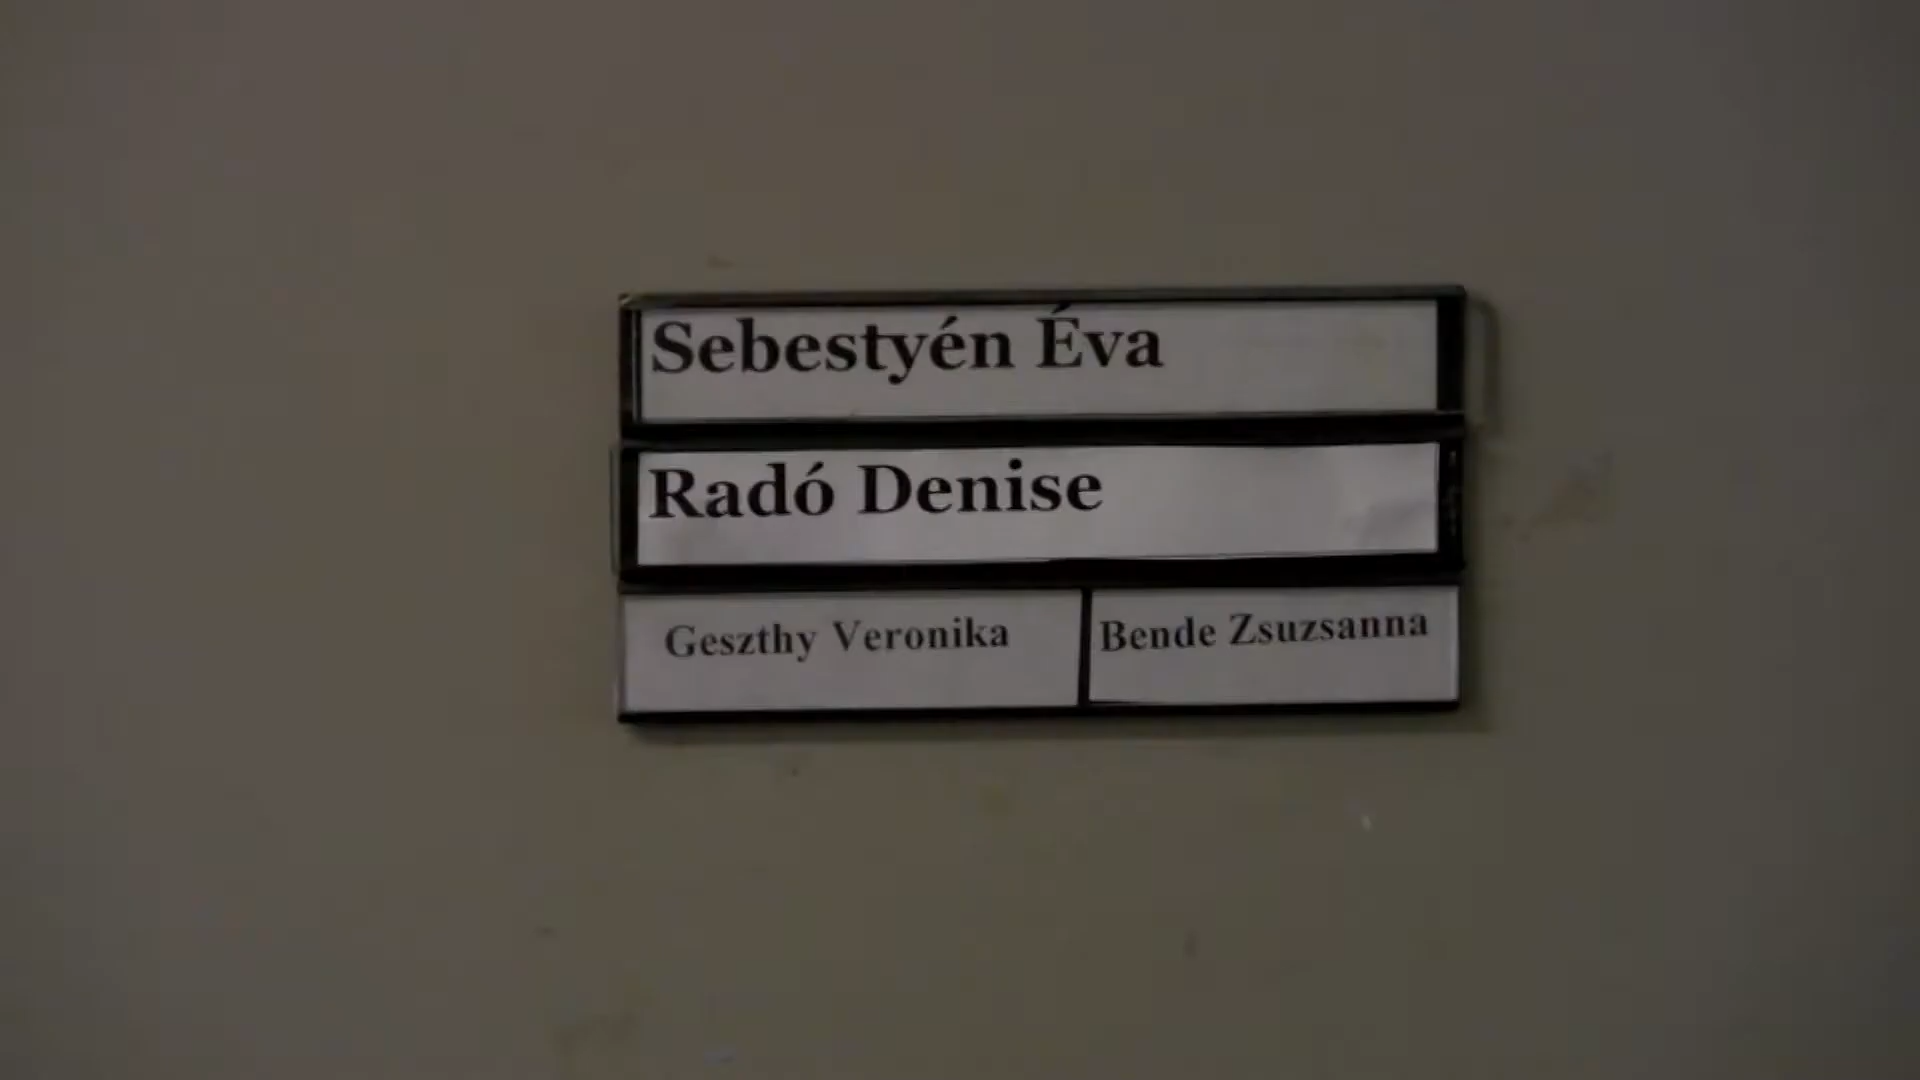 Sebestyén Éva
Radó Denise
Geszthy Veronika
Bende Zsuzsanna